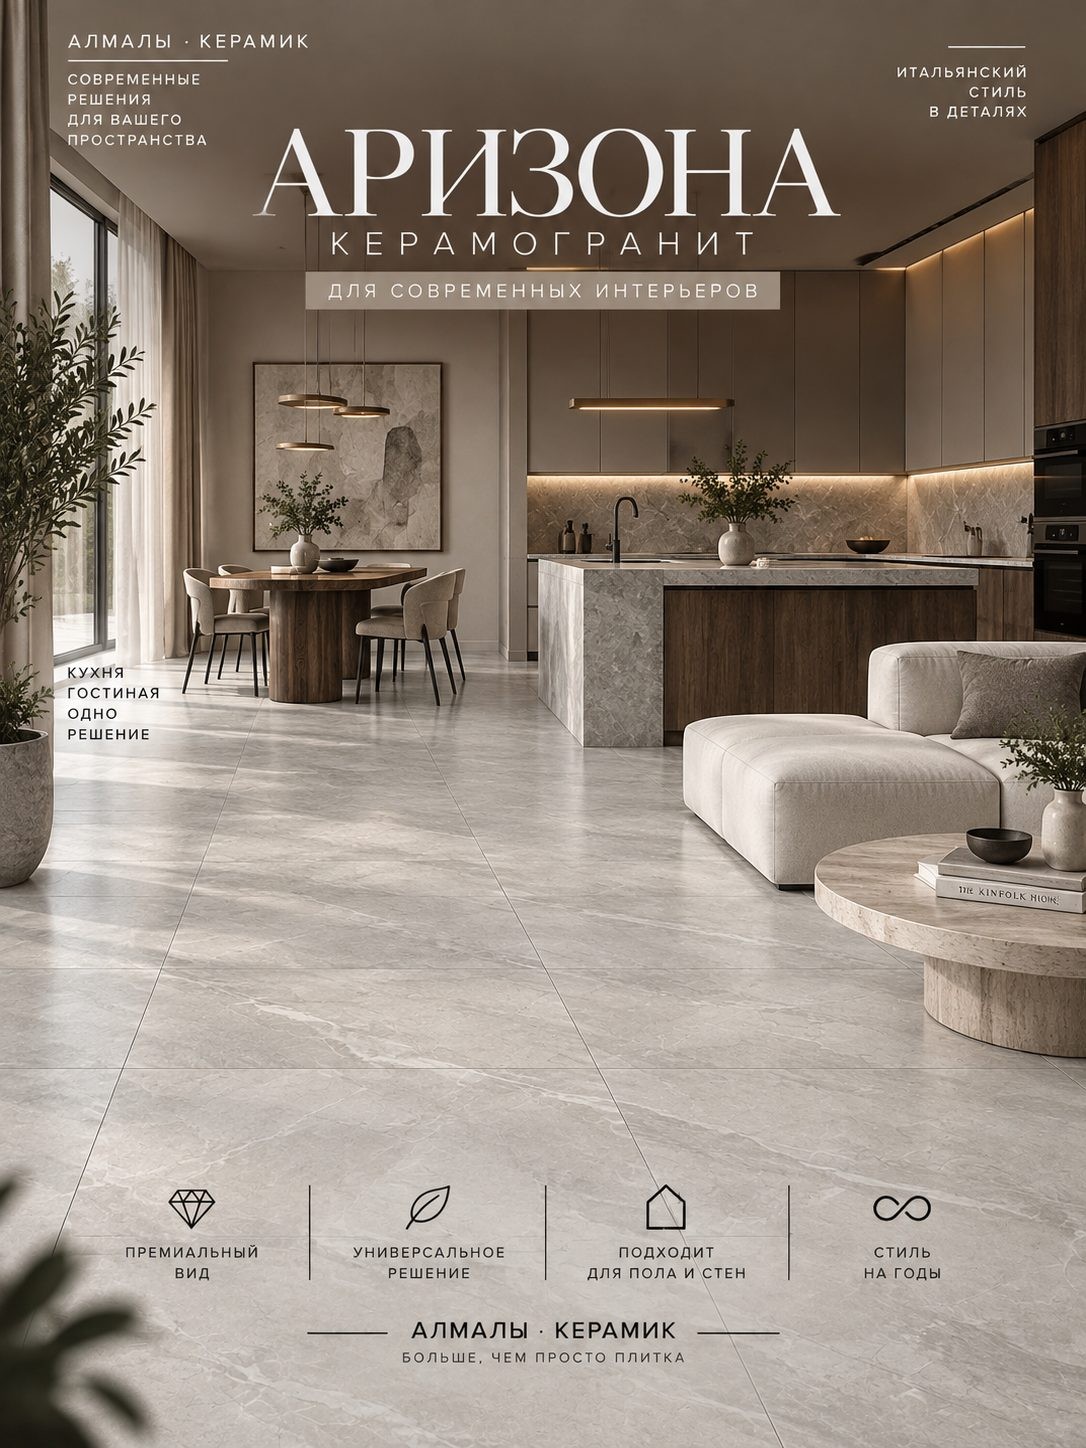 АЛМАЛЫ · КЕРАМИК
СОВРЕМЕННЫЕ
РЕШЕНИЯ
ДЛЯ ВАШЕГО
ПРОСТРАНСТВА
ИТАЛЬЯНСКИЙ
СТИЛЬ
В ДЕТАЛЯХ
АРИЗОНА
КЕРАМОГРАНИТ
ДЛЯ СОВРЕМЕННЫХ ИНТЕРЬЕРОВ
КУХНЯ
ГОСТИНАЯ
ОДНО
РЕШЕНИЕ
THE KINFOLK HOME
ПРЕМИАЛЬНЫЙ
ВИД
УНИВЕРСАЛЬНОЕ
РЕШЕНИЕ
ПОДХОДИТ
ДЛЯ ПОЛА И СТЕН
СТИЛЬ
НА ГОДЫ
АЛМАЛЫ · КЕРАМИК
БОЛЬШЕ, ЧЕМ ПРОСТО ПЛИТКА